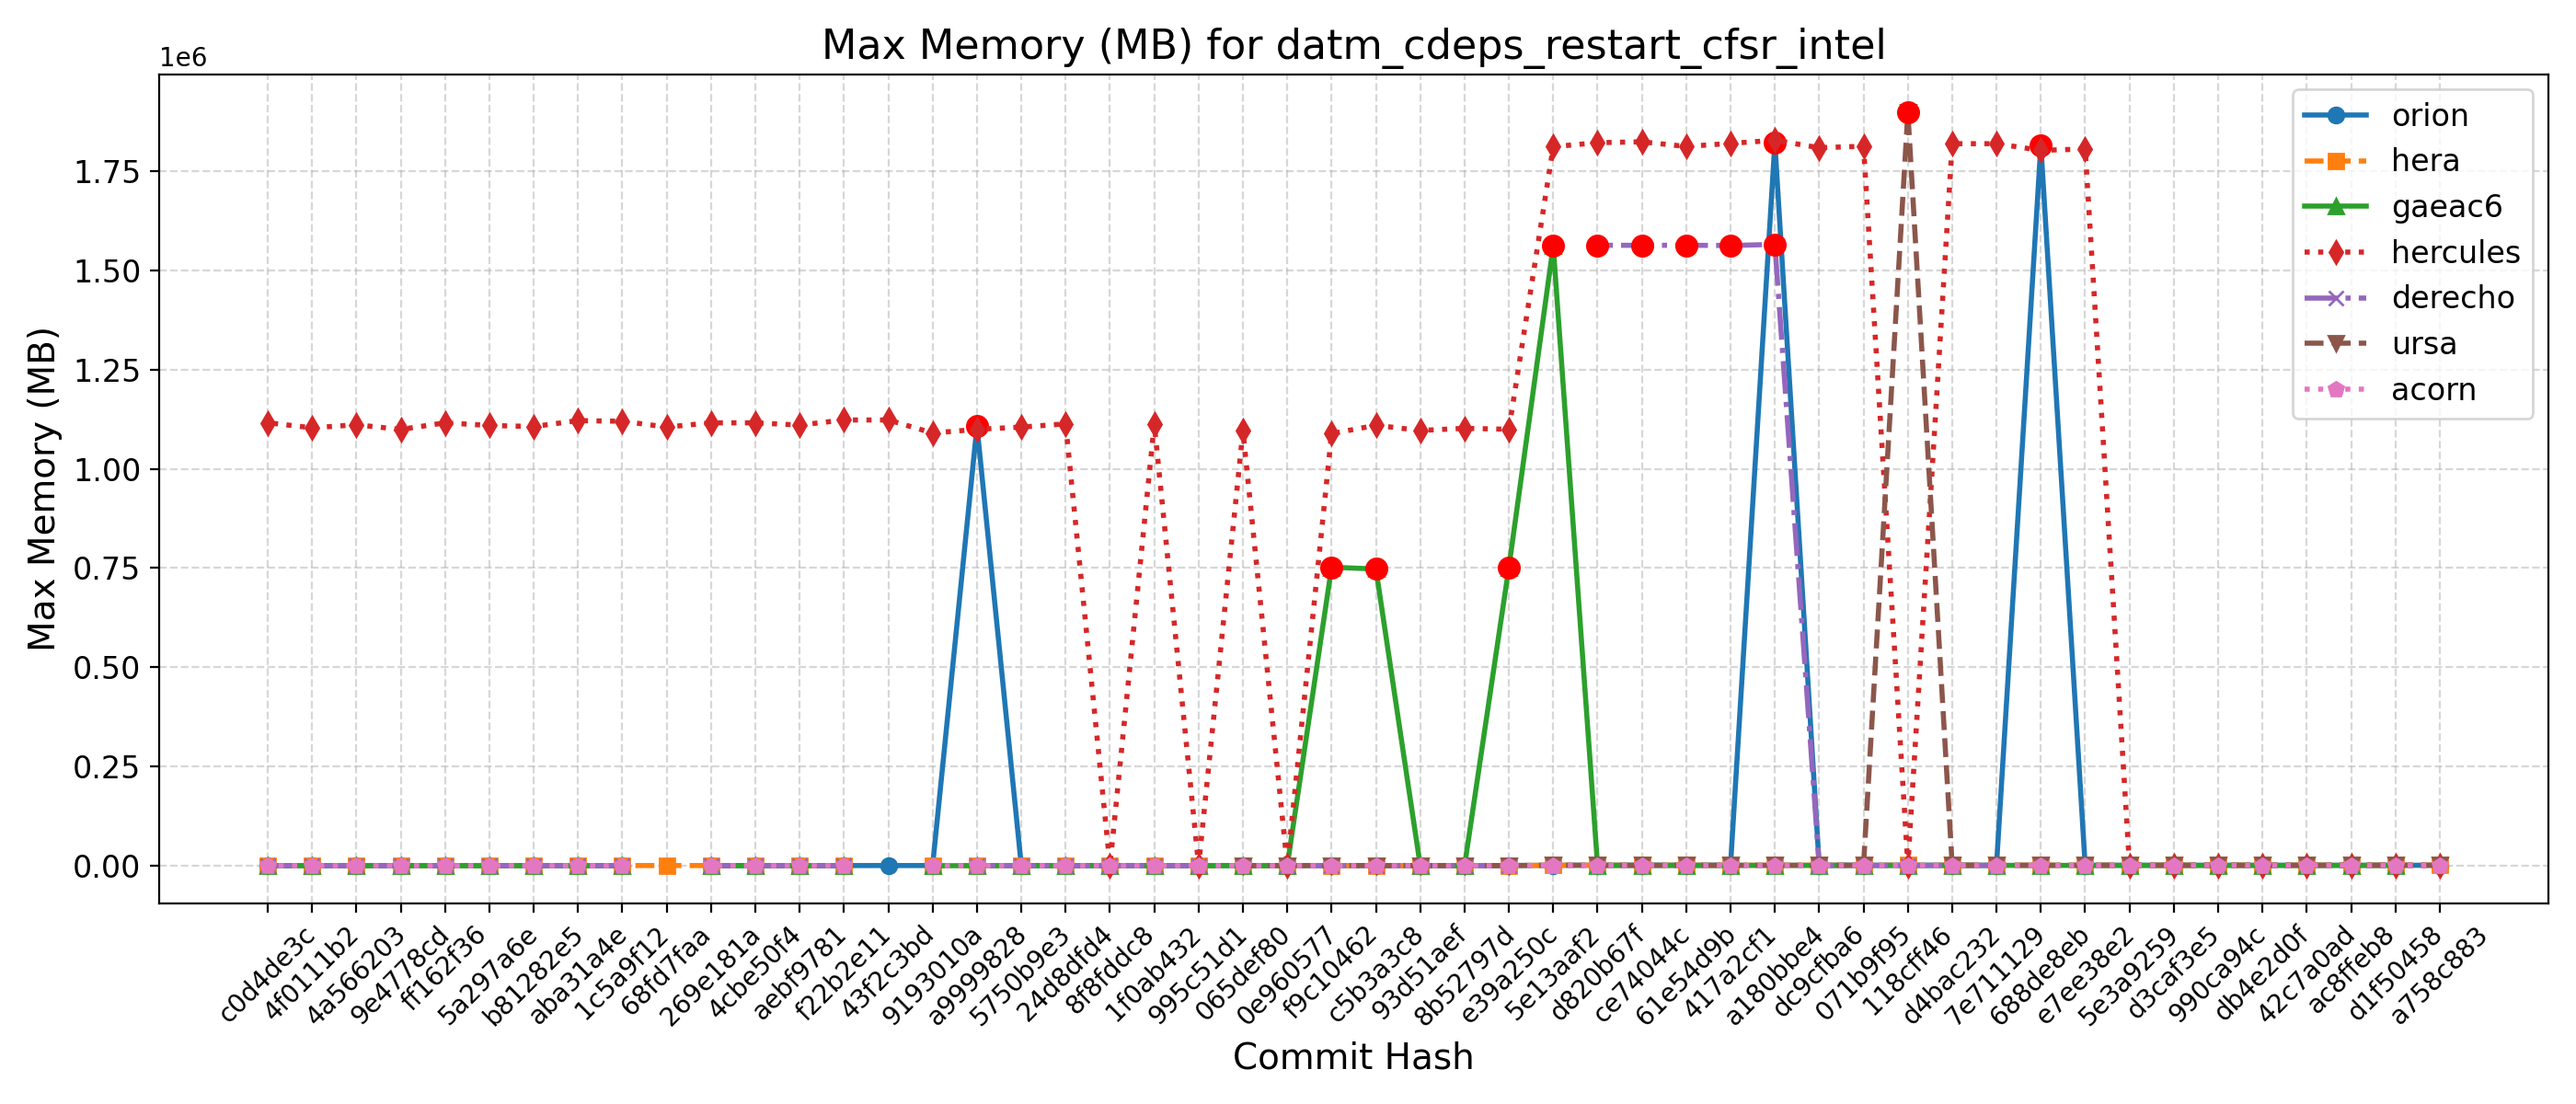 Max Memory (MB) for datm_cdeps_restart_cfsr_intel
1e6
1.75
1.50
1.25
1.00
0.75
0.50
0.25
0.00
Max Memory (MB)
orion
hera
gaeac6
hercules
derecho
ursa
acorn
c0d4de3c
4f0111b2
4a566203
9e4778cd
ff162f36
5a297a6e
b81282e5
aba31a4e
1c5a9f12
68fd7faa
269e181a
4cbe50f4
aebf9781
f22b2e11
43f2c3bd
9193010a
a9999828
5750b9e3
24d8dfd4
8f8fddc8
1f0ab432
995c51d1
065def80
0e960577
f9c10462
c5b3a3c8
93d51aef
8b52797d
e39a250c
5e13aaf2
d820b67f
ce74044c
61e54d9b
417a2cf1
a180bbe4
dc9cfba6
071b9f95
118cff46
d4bac232
7e711129
688de8eb
e7ee38e2
5e3a9259
d3caf3e5
990ca94c
db4e2d0f
42c7a0ad
ac8ffeb8
d1f50458
a758c883
Commit Hash